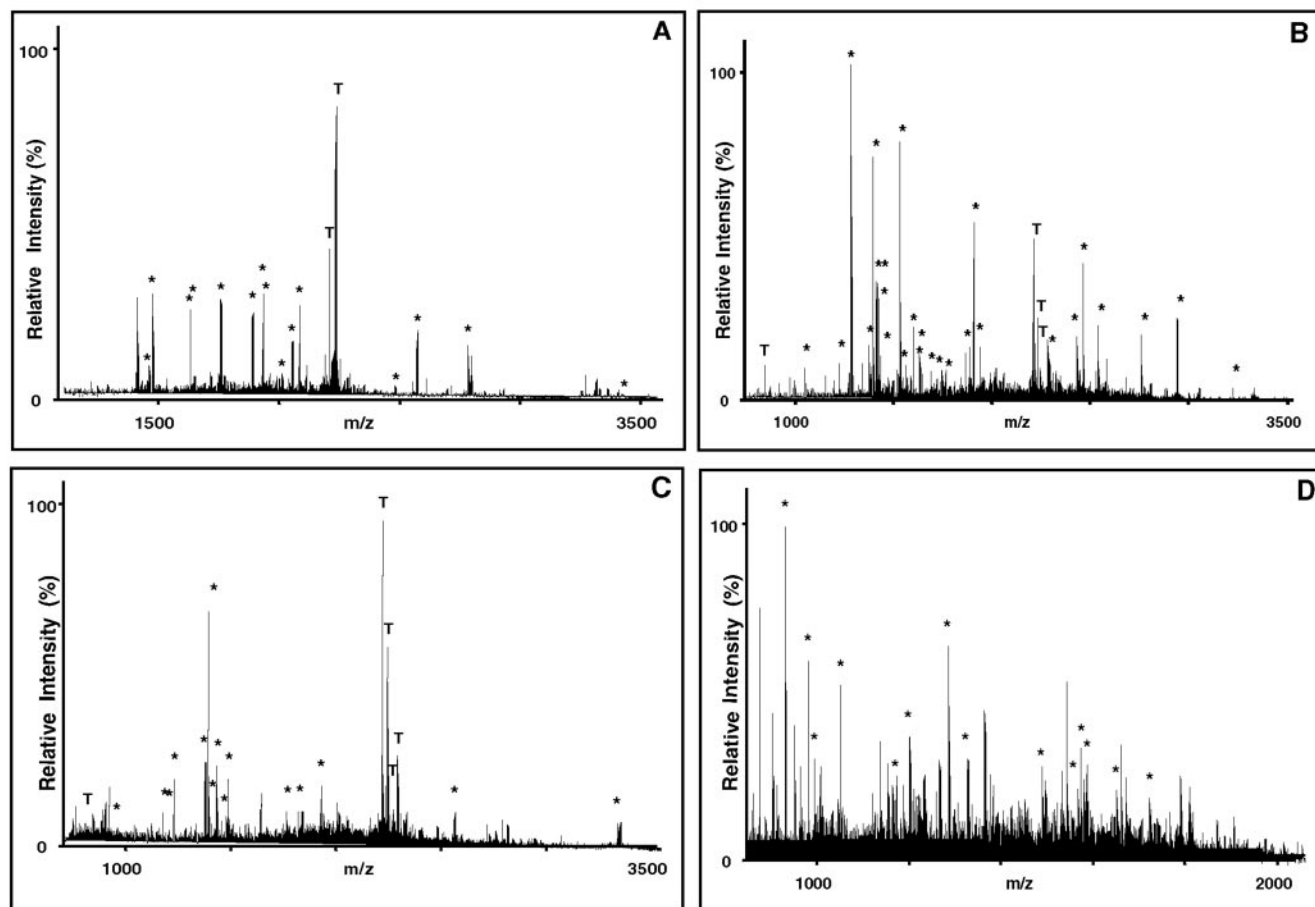 A
100
Relative Intensity (%)
T
T
* * * * * * * * * * * * * * *
0
1500 m/z 3500
B
100
Relative Intensity (%)
*
*
*
*
T
*
T
T
T
0
1000 m/z 3500
C
100
Relative Intensity (%)
T
*
T
T
T
T
0
1000 m/z 3500
D
100
Relative Intensity (%)
*
*
*
*
*
*
*
0
1000 m/z 2000